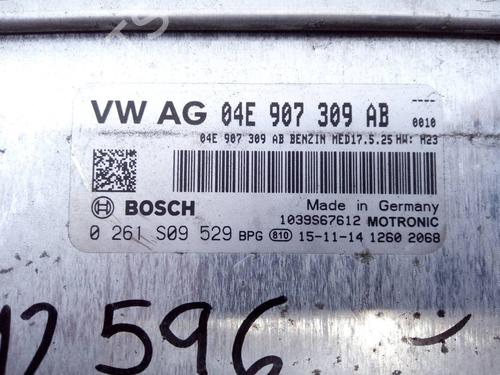 VW AG 04E 907 309 AB ----
0010
04E 907 309 AB BENZIN MED17.5.25 HW: H23
BOSCH
Made in Germany
1039S67612 MOTRONIC
0 261 S09 529 BPG 810 15-11-14 1260 2068
596 -